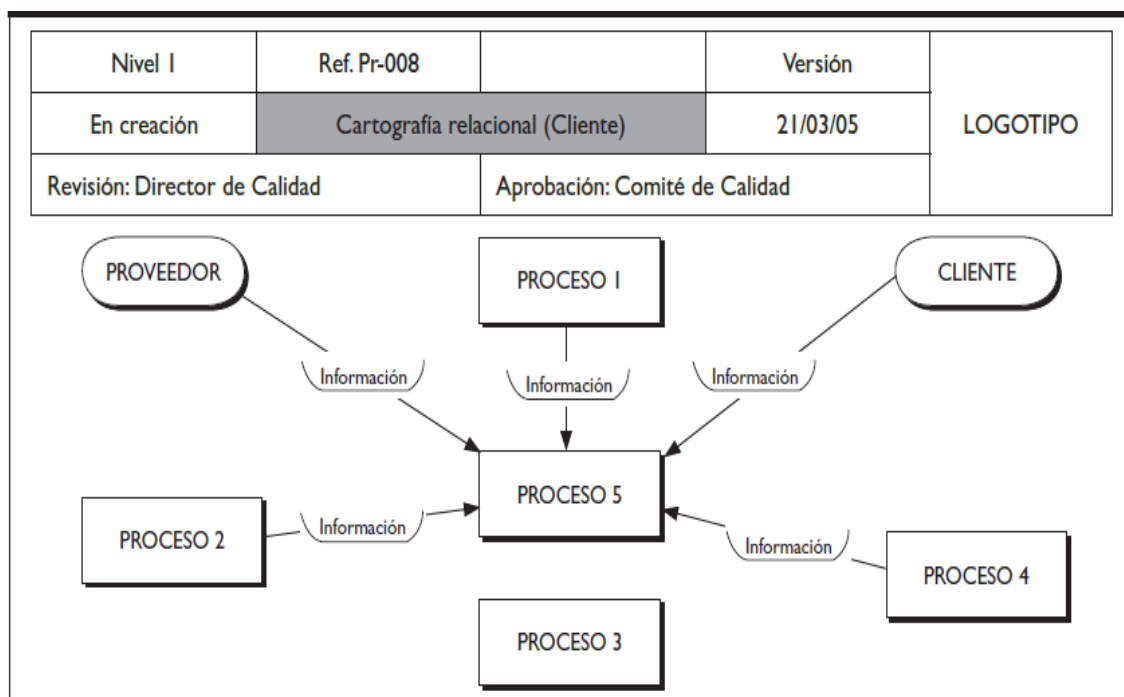 Nivel 1
Ref. Pr-008
Versión
En creación
Cartografía relacional (Cliente)
21/03/05
LOGOTIPO
Revisión: Director de Calidad
Aprobación: Comité de Calidad
PROVEEDOR
PROCESO 1
CLIENTE
Información
Información
Información
PROCESO 5
PROCESO 2
Información
Información
PROCESO 4
PROCESO 3